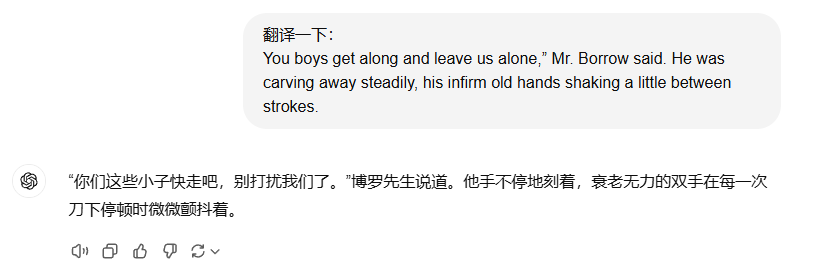 翻译一下：
You boys get along and leave us alone,” Mr. Borrow said. He was
carving away steadily, his infirm old hands shaking a little between
strokes.
“你们这些小子快走吧，别打扰我们了。”博罗先生说道。他手不停地刻着，衰老无力的双手在每一次
刀下停顿时微微颤抖着。